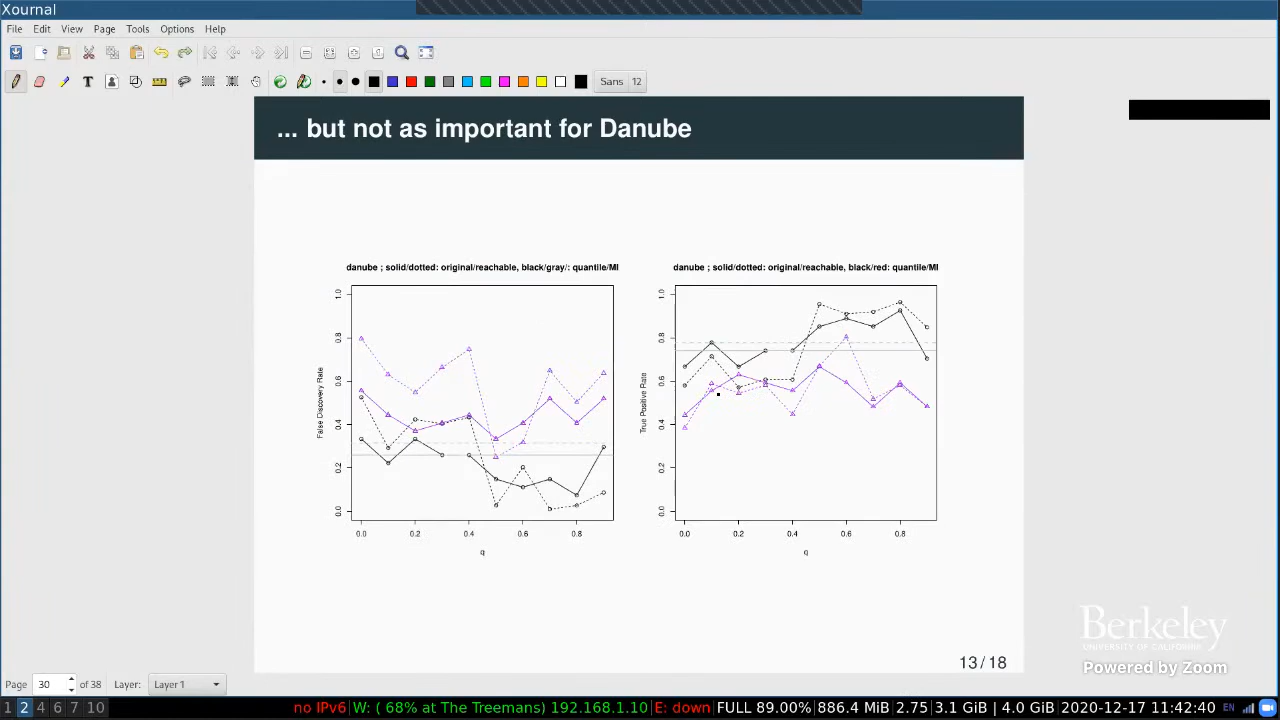 Xournal
File Edit View Page Tools Options Help
Sans 12
... but not as important for Danube
danube ; solid/dotted: original/reachable, black/gray/: quantile/MI
danube ; solid/dotted: original/reachable, black/red: quantile/MI
False Discovery Rate
1.0
0.8
0.6
0.4
0.2
0.0
0.0 0.2 0.4 0.6 0.8
q
True Positive Rate
1.0
0.8
0.6
0.4
0.2
0.0
0.0 0.2 0.4 0.6 0.8
q
Berkeley
UNIVERSITY OF CALIFORNIA
Powered by Zoom
13 / 18
Page 30 of 38 Layer: Layer 1
1 2 4 6 7 10 no IPv6|W: ( 68% at The Treemans) 192.168.1.10|E: down|FULL 89.00%|886.4 MiB|2.75|3.1 GiB | 4.0 GiB|2020-12-17 11:42:40 EN